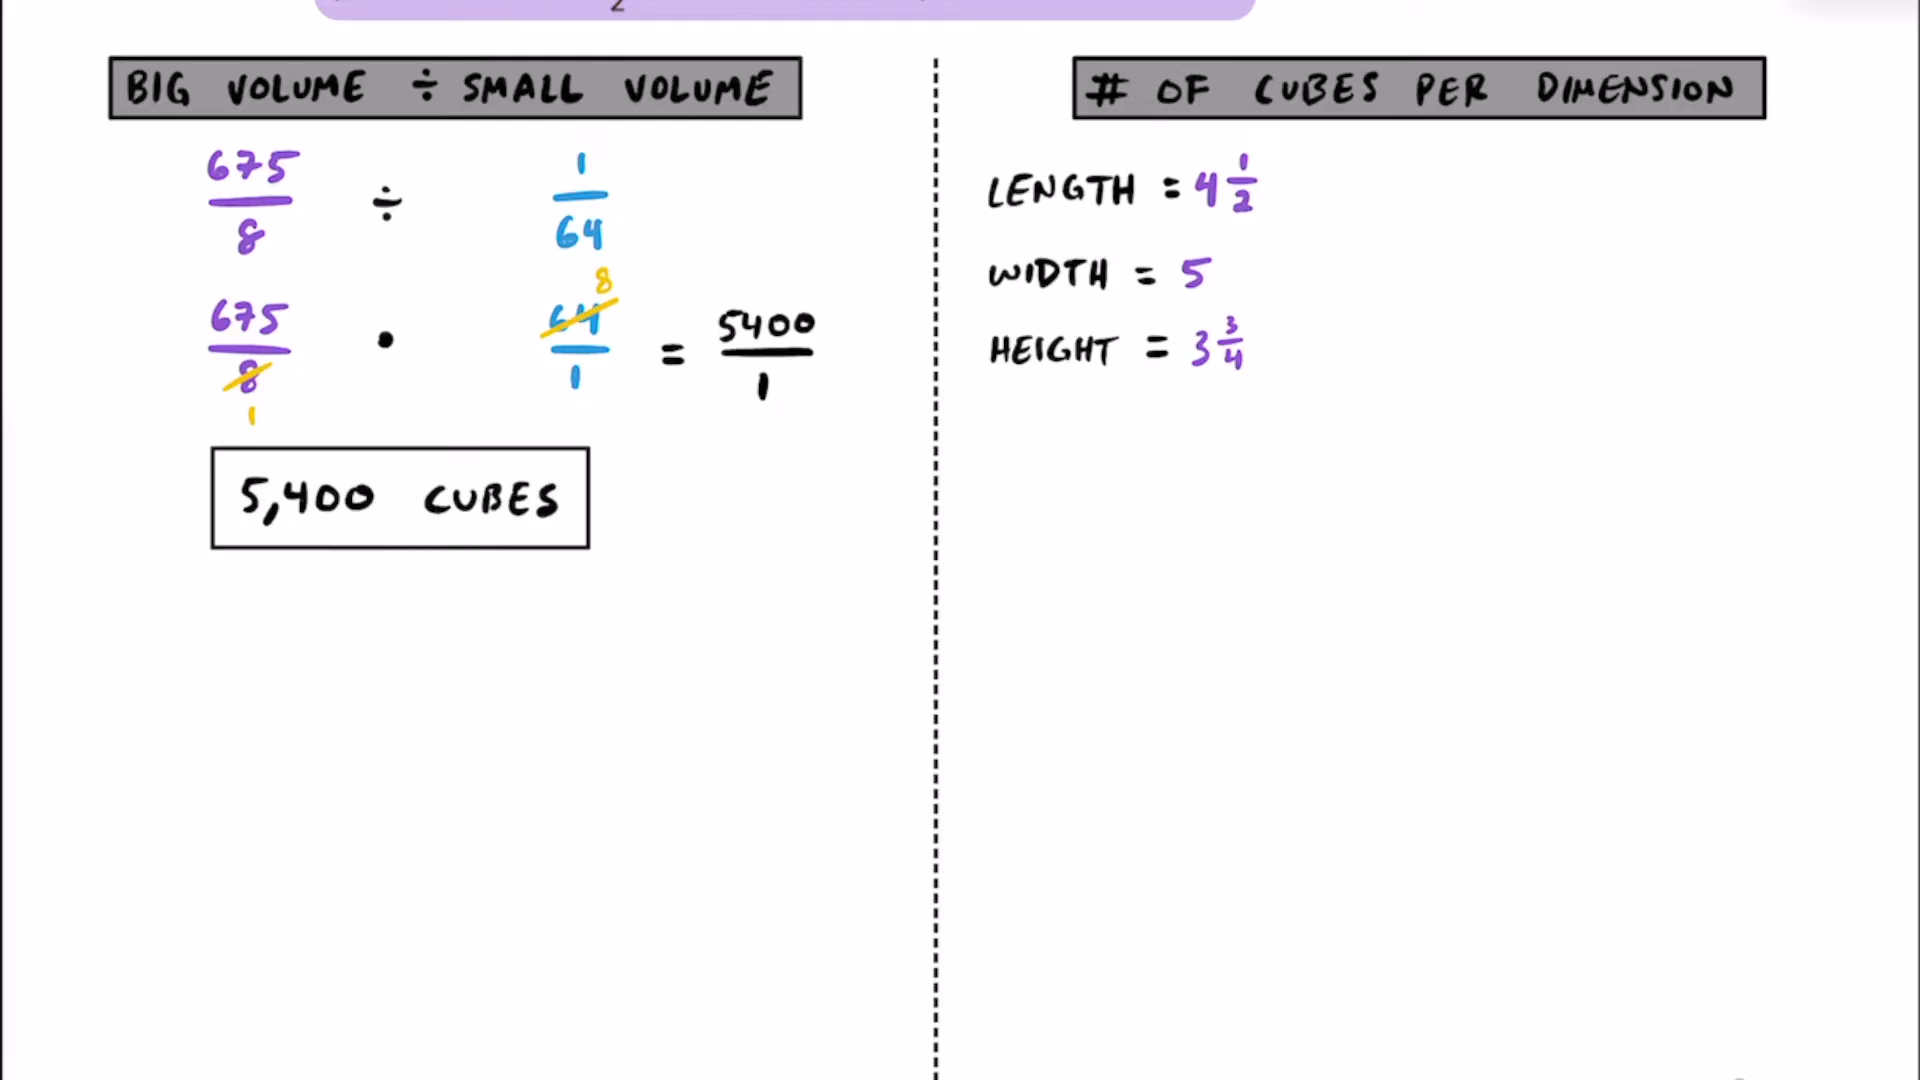 2
BIG VOLUME ÷ SMALL VOLUME
675/8 ÷ 1/64
8
675/8 • 64/1 = 5400/1
1
5,400 CUBES
# OF CUBES PER DIMENSION
LENGTH = 4 1/2
WIDTH = 5
HEIGHT = 3 3/4